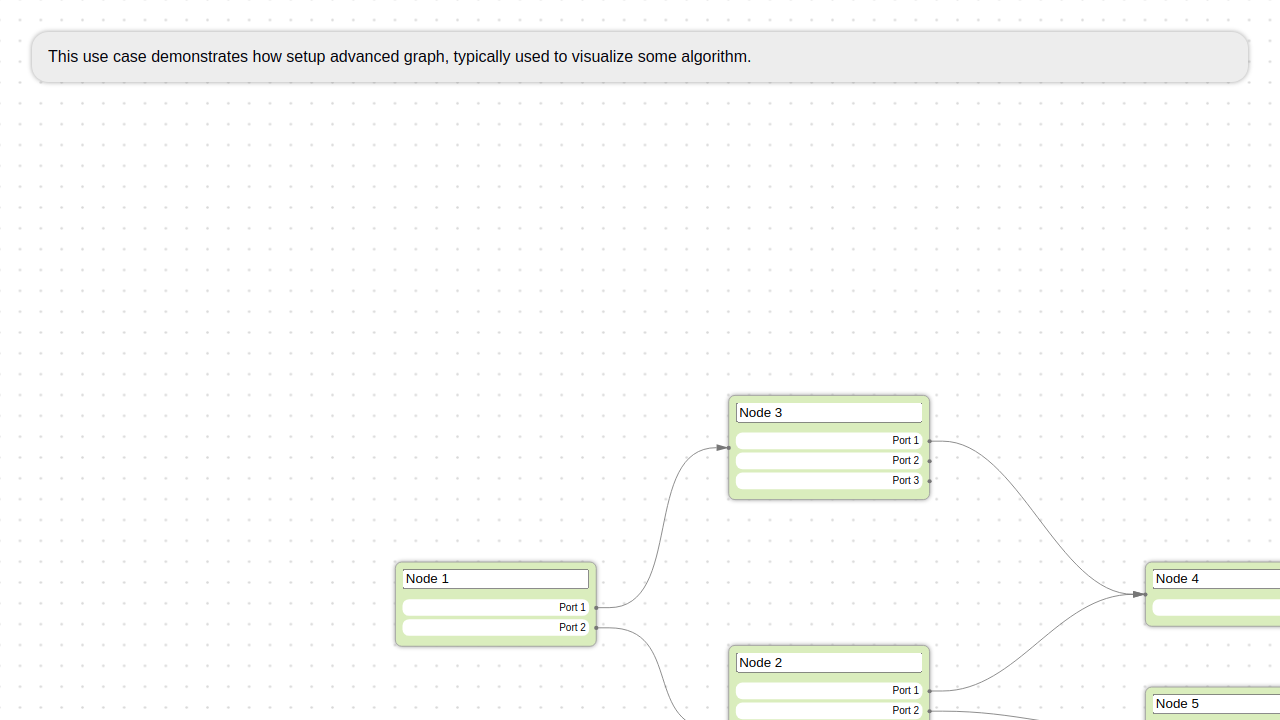 This use case demonstrates how setup advanced graph, typically used to visualize some algorithm.
Node 3
Port 1
Port 2
Port 3
Node 1
Port 1
Port 2
Node 4
Node 2
Port 1
Port 2
Node 5